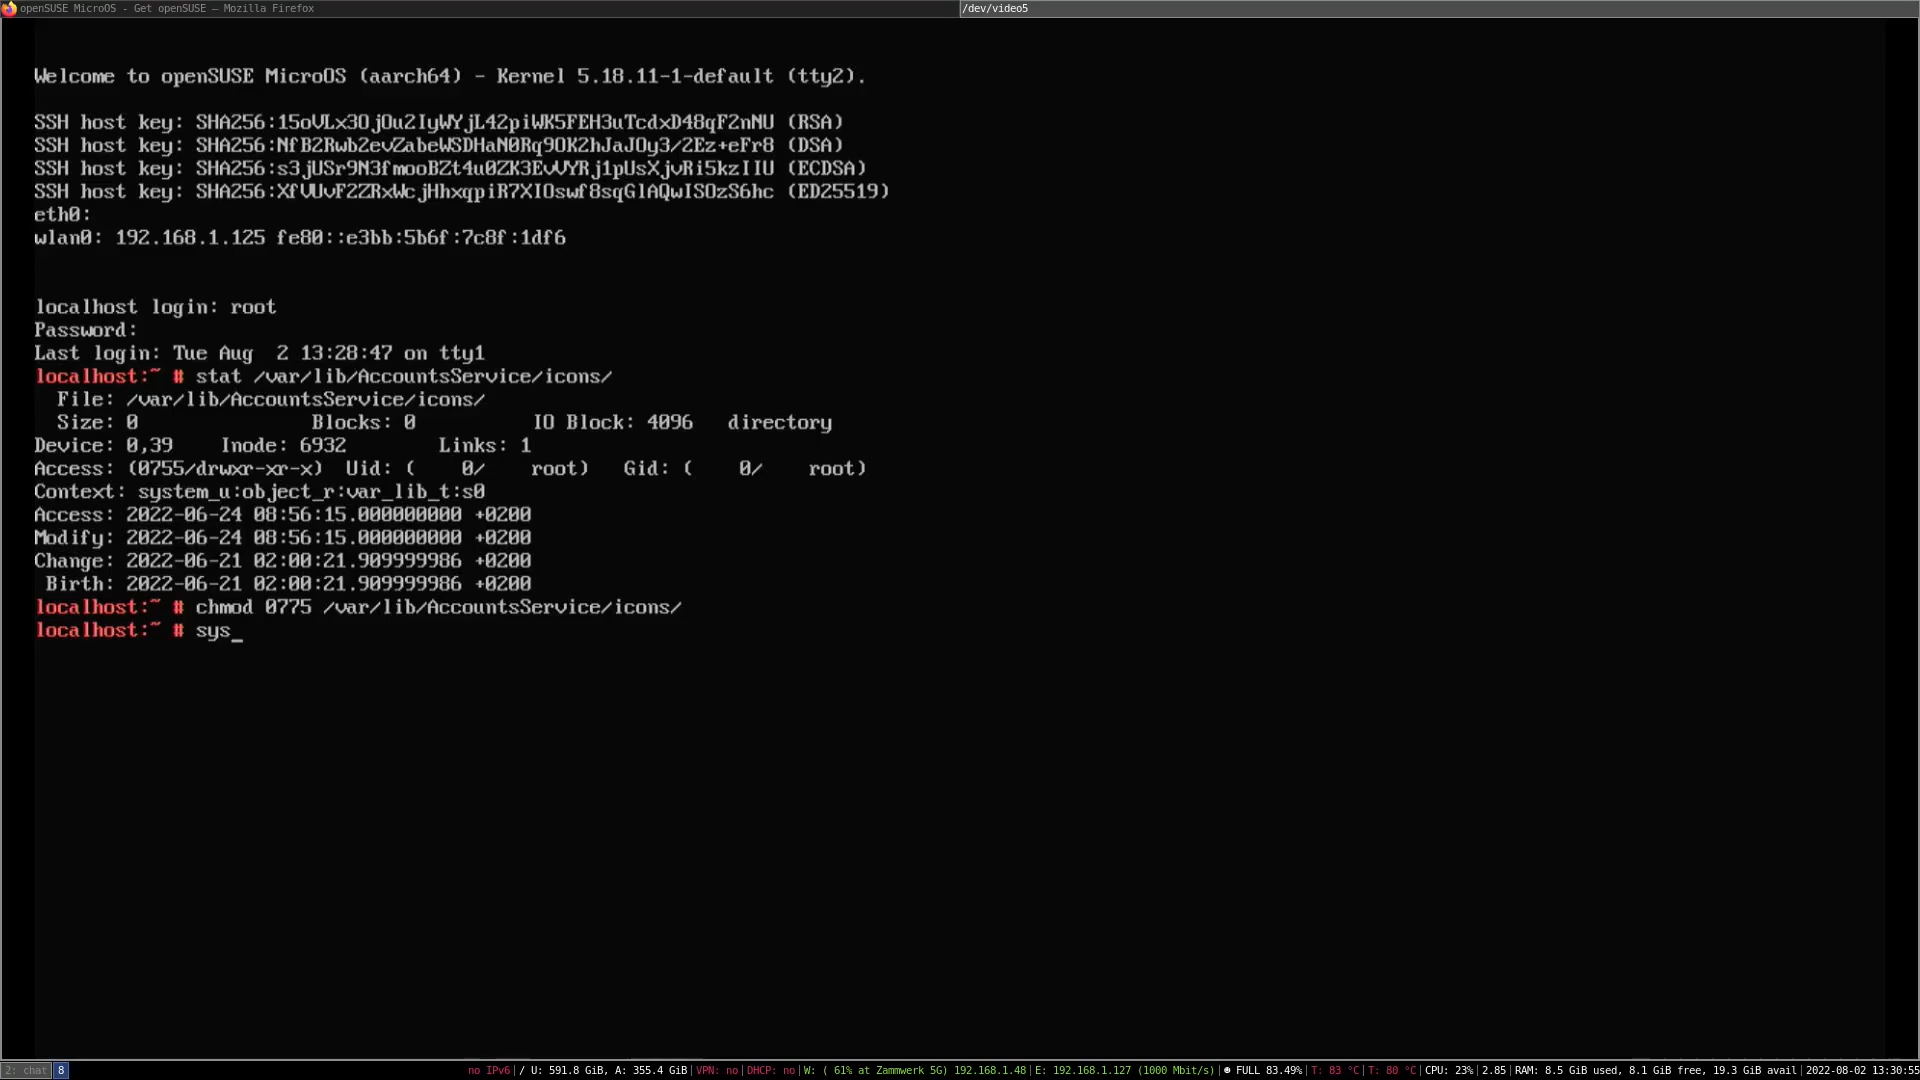 openSUSE MicroOS - Get openSUSE — Mozilla Firefox
/dev/video5
Welcome to openSUSE MicroOS (aarch64) - Kernel 5.18.11-1-default (tty2).
SSH host key: SHA256:15oVLx3OjOu2IyWYjL42piWK5FEH3uTcdxD48qF2nNU (RSA)
SSH host key: SHA256:NfB2Rwb2evZabeWSDHaN0Rq9OK2hJaJOy3/2Ez+eFr8 (DSA)
SSH host key: SHA256:s3jUSr9N3fmooBZt4u0ZK3EvVYRj1pUsXjvRi5kzIIU (ECDSA)
SSH host key: SHA256:XfVUvF2ZRxWcjHhxqpiR7XIOswf8sqGlAQwISOzS6hc (ED25519)
eth0:
wlan0: 192.168.1.125 fe80::e3bb:5b6f:7c8f:1df6
localhost login: root
Password:
Last login: Tue Aug  2 13:28:47 on tty1
localhost:~ # stat /var/lib/AccountsService/icons/
  File: /var/lib/AccountsService/icons/
  Size: 0               Blocks: 0          IO Block: 4096   directory
Device: 0,39    Inode: 6932        Links: 1
Access: (0755/drwxr-xr-x)  Uid: (    0/    root)   Gid: (    0/    root)
Context: system_u:object_r:var_lib_t:s0
Access: 2022-06-24 08:56:15.000000000 +0200
Modify: 2022-06-24 08:56:15.000000000 +0200
Change: 2022-06-21 02:00:21.909999986 +0200
 Birth: 2022-06-21 02:00:21.909999986 +0200
localhost:~ # chmod 0775 /var/lib/AccountsService/icons/
localhost:~ # sys_
2: chat 8 no IPv6|/ U: 591.8 GiB, A: 355.4 GiB|VPN: no|DHCP: no|W: ( 61% at Zammwerk 5G) 192.168.1.48|E: 192.168.1.127 (1000 Mbit/s)|☻ FULL 83.49%|T: 83 °C|T: 80 °C|CPU: 23%|2.85|RAM: 8.5 GiB used, 8.1 GiB free, 19.3 GiB avail|2022-08-02 13:30:55